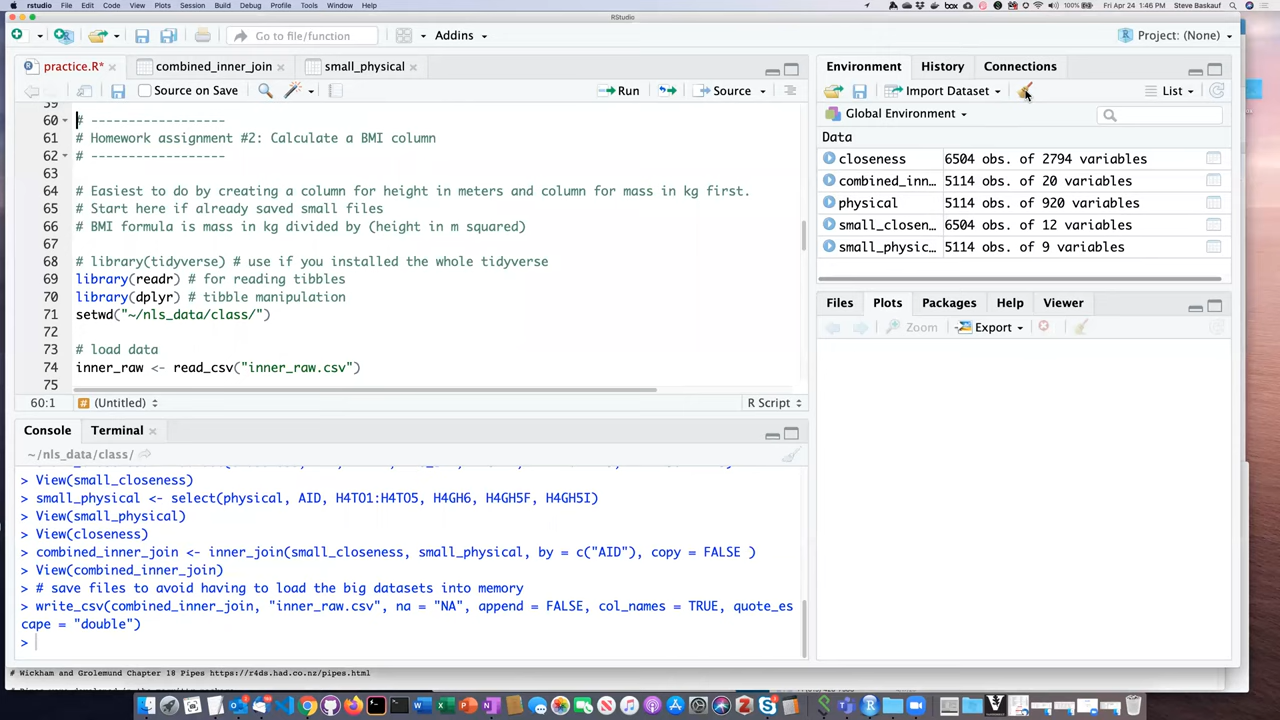 rstudio File Edit Code View Plots Session Build Debug Profile Tools Window Help box 100% Fri Apr 24 1:46 PM Steve Baskauf
RStudio
Go to file/function Addins Project: (None)
practice.R* combined_inner_join small_physical
Source on Save Run Source
39
60 # ------------------
61 # Homework assignment #2: Calculate a BMI column
62 # ------------------
63
64 # Easiest to do by creating a column for height in meters and column for mass in kg first.
65 # Start here if already saved small files
66 # BMI formula is mass in kg divided by (height in m squared)
67
68 # library(tidyverse) # use if you installed the whole tidyverse
69 library(readr) # for reading tibbles
70 library(dplyr) # tibble manipulation
71 setwd("~/nls_data/class/")
72
73 # load data
74 inner_raw <- read_csv("inner_raw.csv")
75
60:1 # (Untitled) R Script
Console Terminal
~/nls_data/class/
> View(small_closeness)
> small_physical <- select(physical, AID, H4TO1:H4TO5, H4GH6, H4GH5F, H4GH5I)
> View(small_physical)
> View(closeness)
> combined_inner_join <- inner_join(small_closeness, small_physical, by = c("AID"), copy = FALSE )
> View(combined_inner_join)
> # save files to avoid having to load the big datasets into memory
> write_csv(combined_inner_join, "inner_raw.csv", na = "NA", append = FALSE, col_names = TRUE, quote_es
cape = "double")
>
Environment History Connections
Import Dataset List
Global Environment
Data
closeness 6504 obs. of 2794 variables
combined_inn… 5114 obs. of 20 variables
physical 5114 obs. of 920 variables
small_closen… 6504 obs. of 12 variables
small_physic… 5114 obs. of 9 variables
Files Plots Packages Help Viewer
Zoom Export
# Wickham and Grolemund Chapter 18 Pipes https://r4ds.had.co.nz/pipes.html